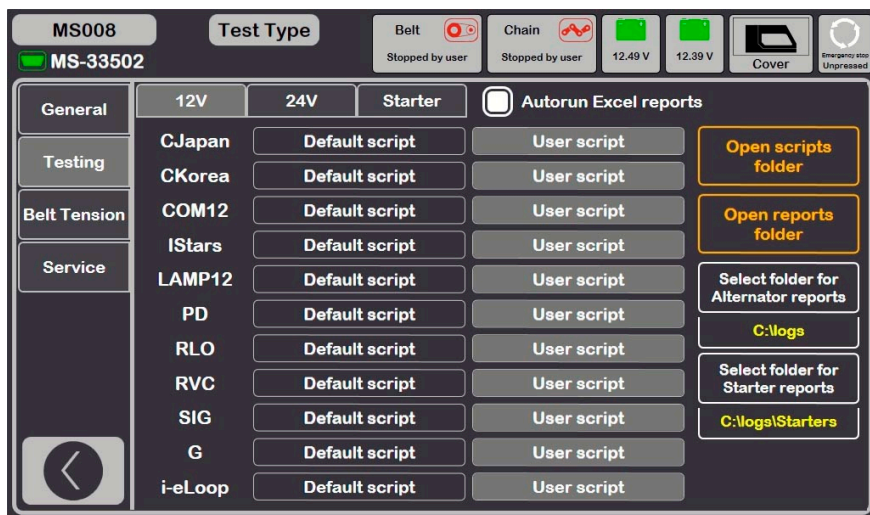 MS008
Test Type
Belt
Stopped by user
Chain
Stopped by user
12.49 V
12.39 V
Cover
Emergency stop
Unpressed
MS-33502
General
Testing
Belt Tension
Service
12V
24V
Starter
Autorun Excel reports
CJapan Default script User script
CKorea Default script User script
COM12 Default script User script
IStars Default script User script
LAMP12 Default script User script
PD Default script User script
RLO Default script User script
RVC Default script User script
SIG Default script User script
G Default script User script
i-eLoop Default script User script
Open scripts
folder
Open reports
folder
Select folder for
Alternator reports
C:\logs
Select folder for
Starter reports
C:\logs\Starters